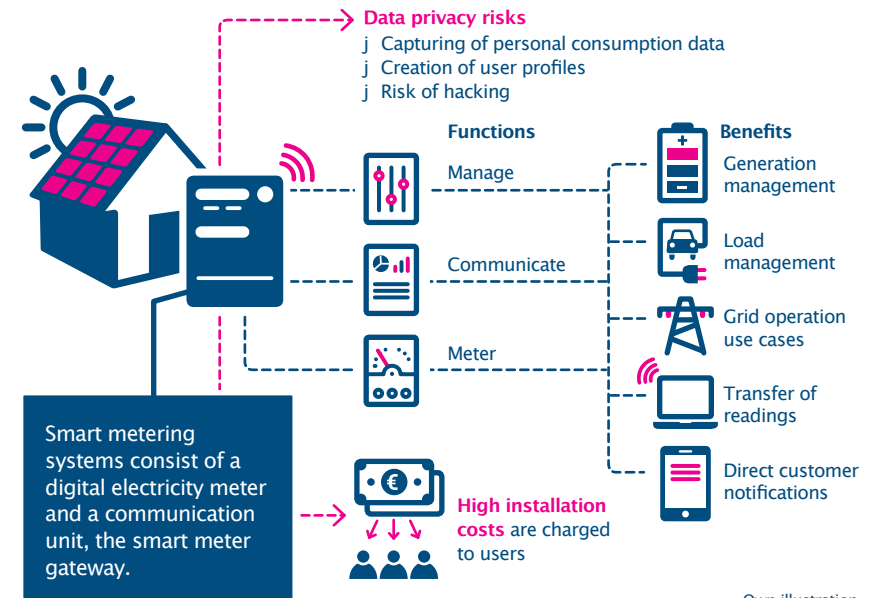 Data privacy risks
j Capturing of personal consumption data
j Creation of user profiles
j Risk of hacking
Functions
Benefits
Manage
Generation
management
Communicate
Load
management
Grid operation
use cases
Meter
Transfer of
readings
Direct customer
notifications
Smart metering
systems consist of a
digital electricity meter
and a communication
unit, the smart meter
gateway.
€
High installation
costs are charged
to users
Own illustration